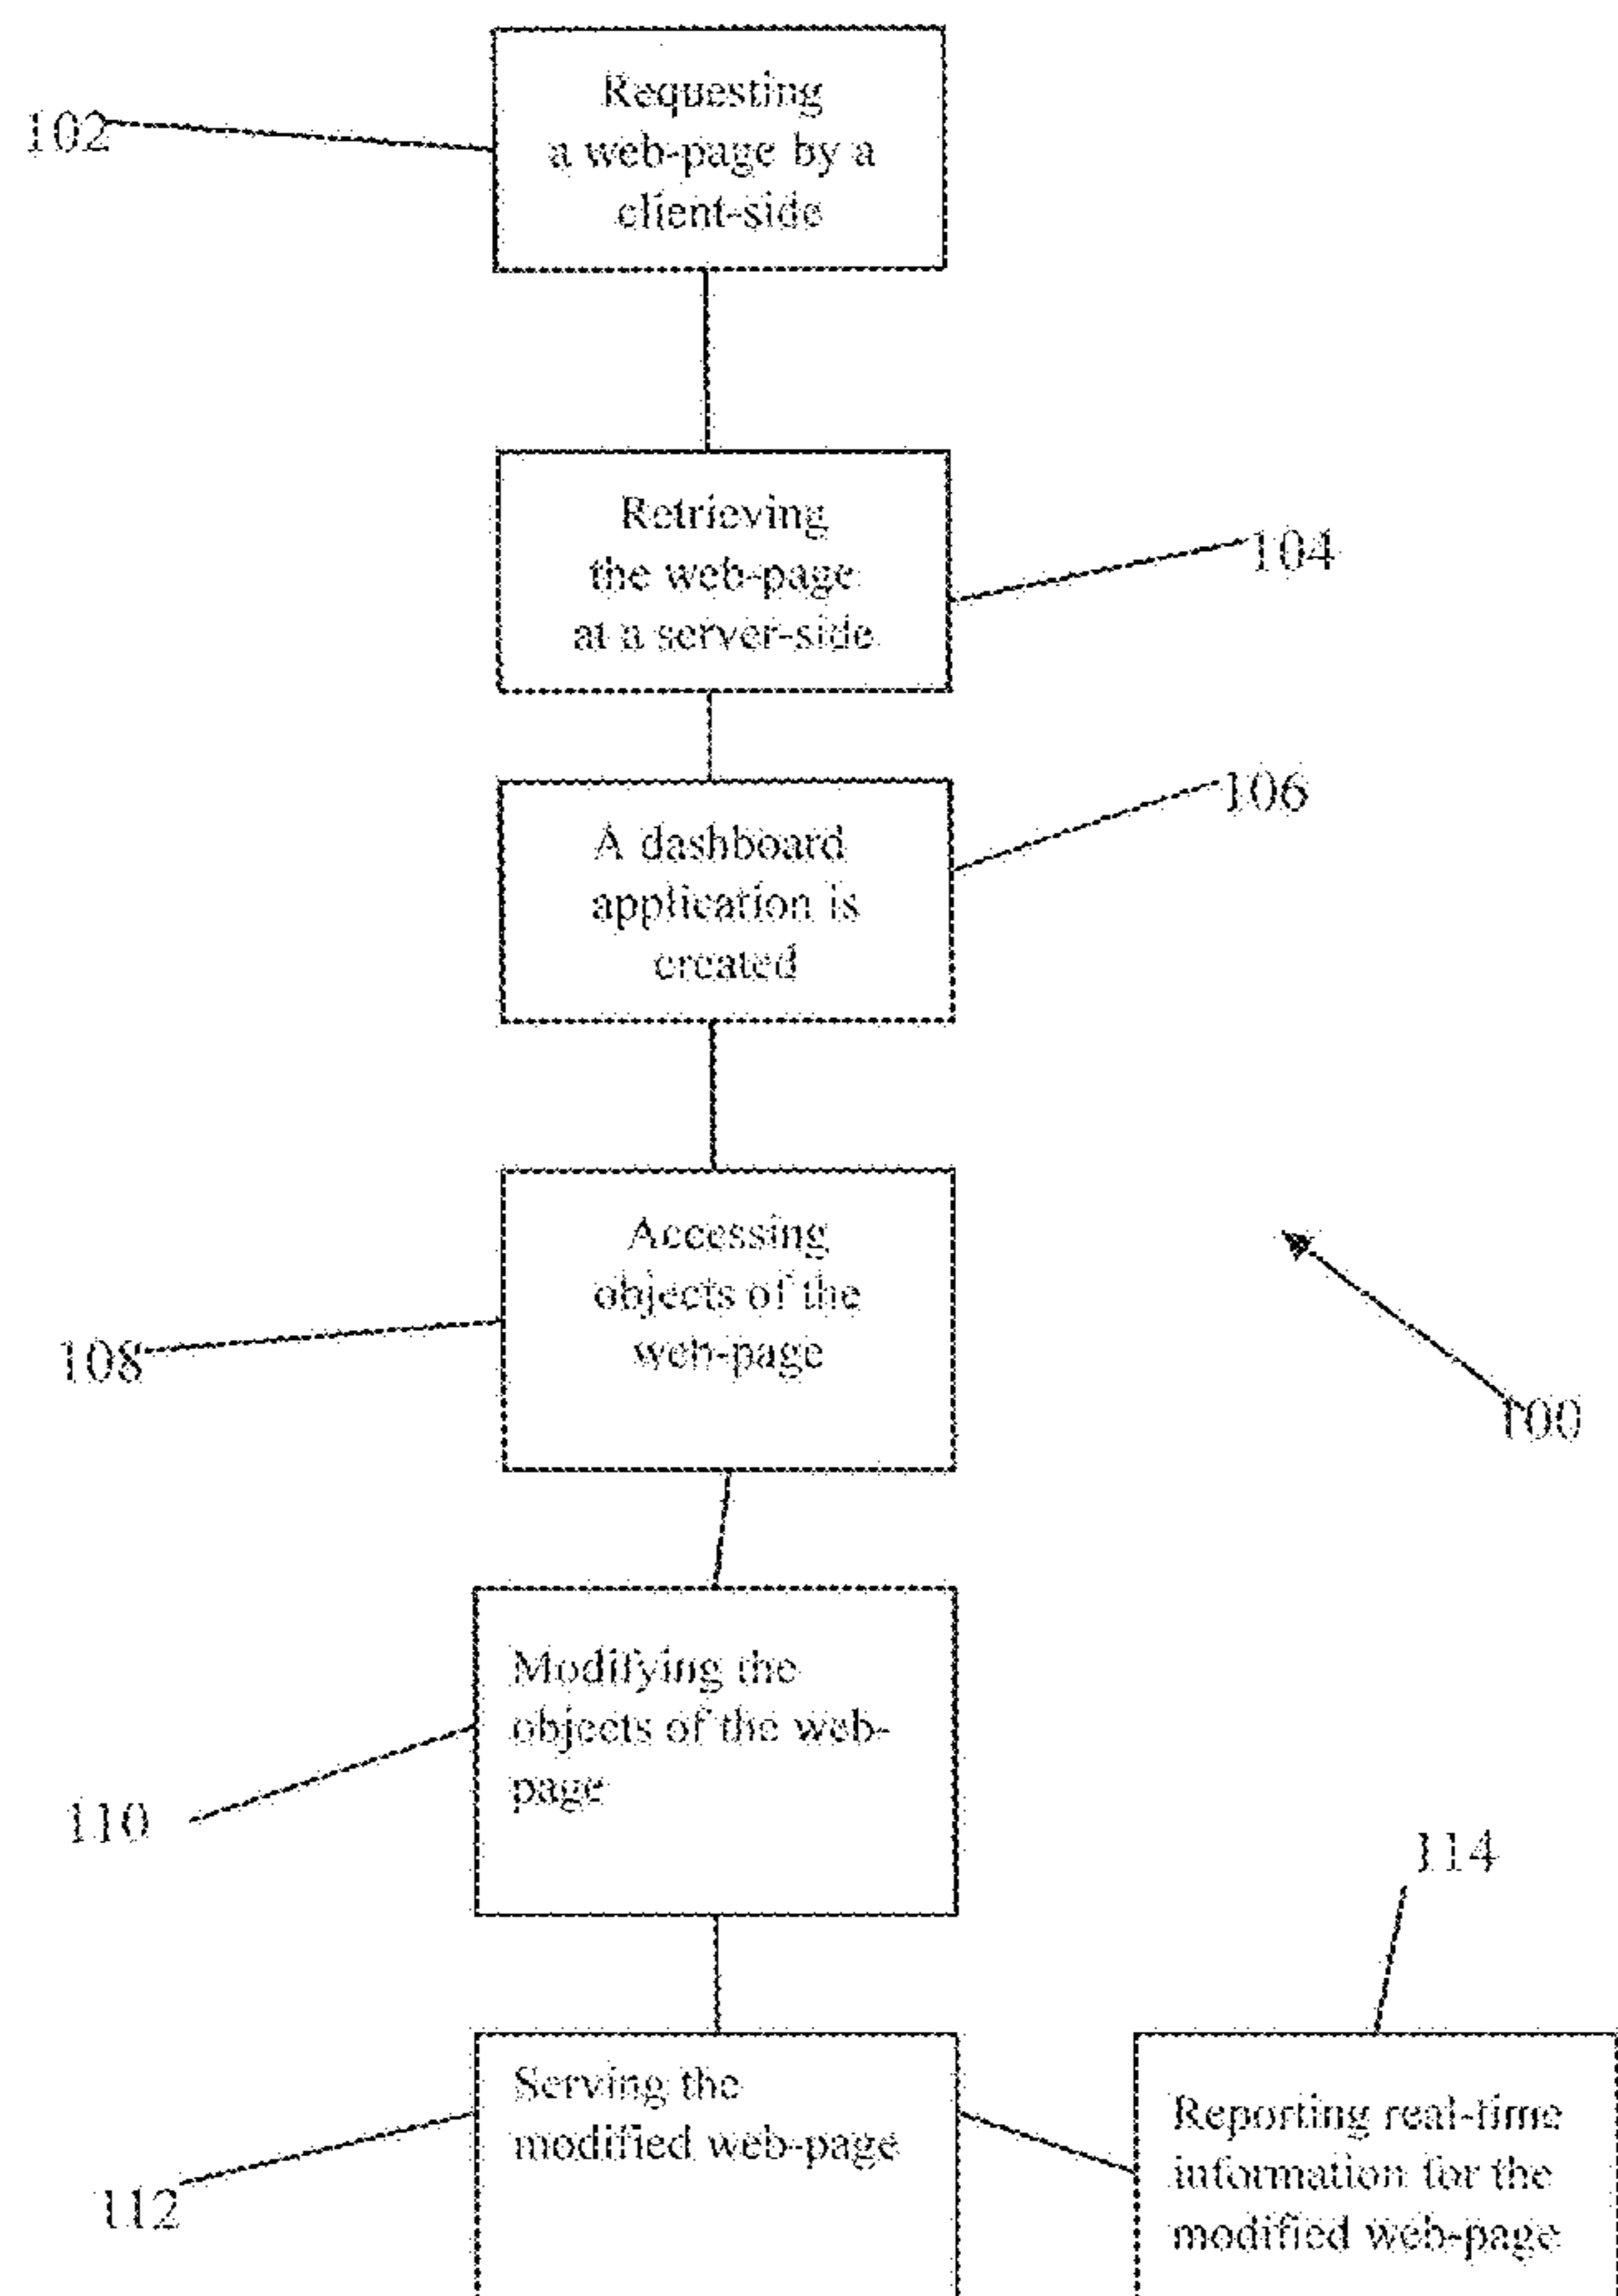 102
Requesting
a web-page by a
client-side
Retrieving
the web-page
at a server-side
104
A dashboard
application is
created
106
Accessing
objects of the
web-page
108
100
Modifying the
objects of the web-
page
110
114
Serving the
modified web-page
112
Reporting real-time
information for the
modified web-page